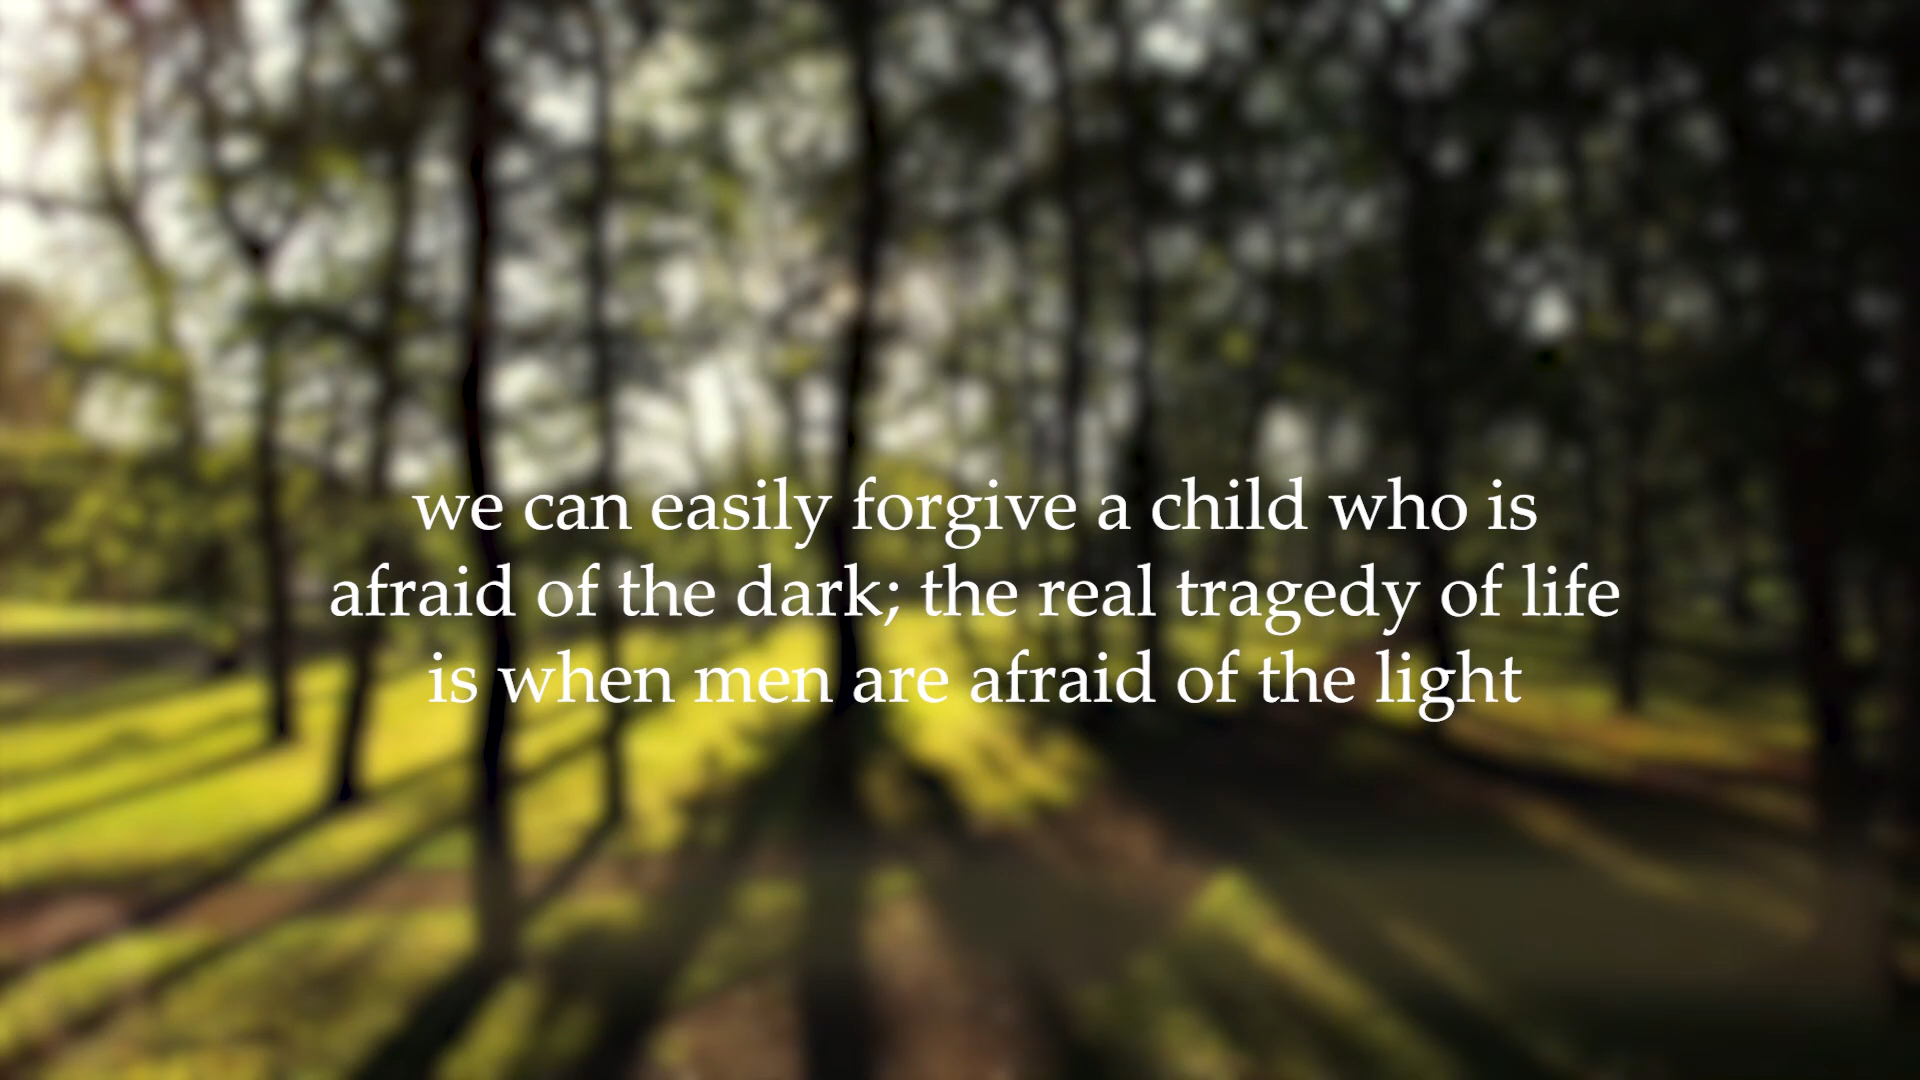 we can easily forgive a child who is
afraid of the dark; the real tragedy of life
is when men are afraid of the light